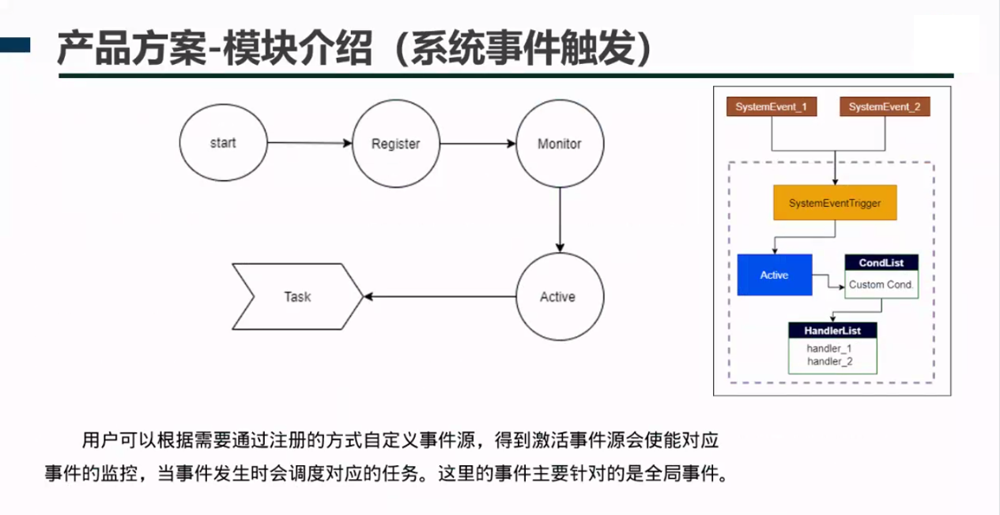 产品方案-模块介绍（系统事件触发）
start
Register
Monitor
Task
Active
SystemEvent_1
SystemEvent_2
SystemEventTrigger
Active
CondList
Custom Cond.
HandlerList
handler_1
handler_2
用户可以根据需要通过注册的方式自定义事件源，得到激活事件源会使能对应
事件的监控，当事件发生时会调度对应的任务。这里的事件主要针对的是全局事件。